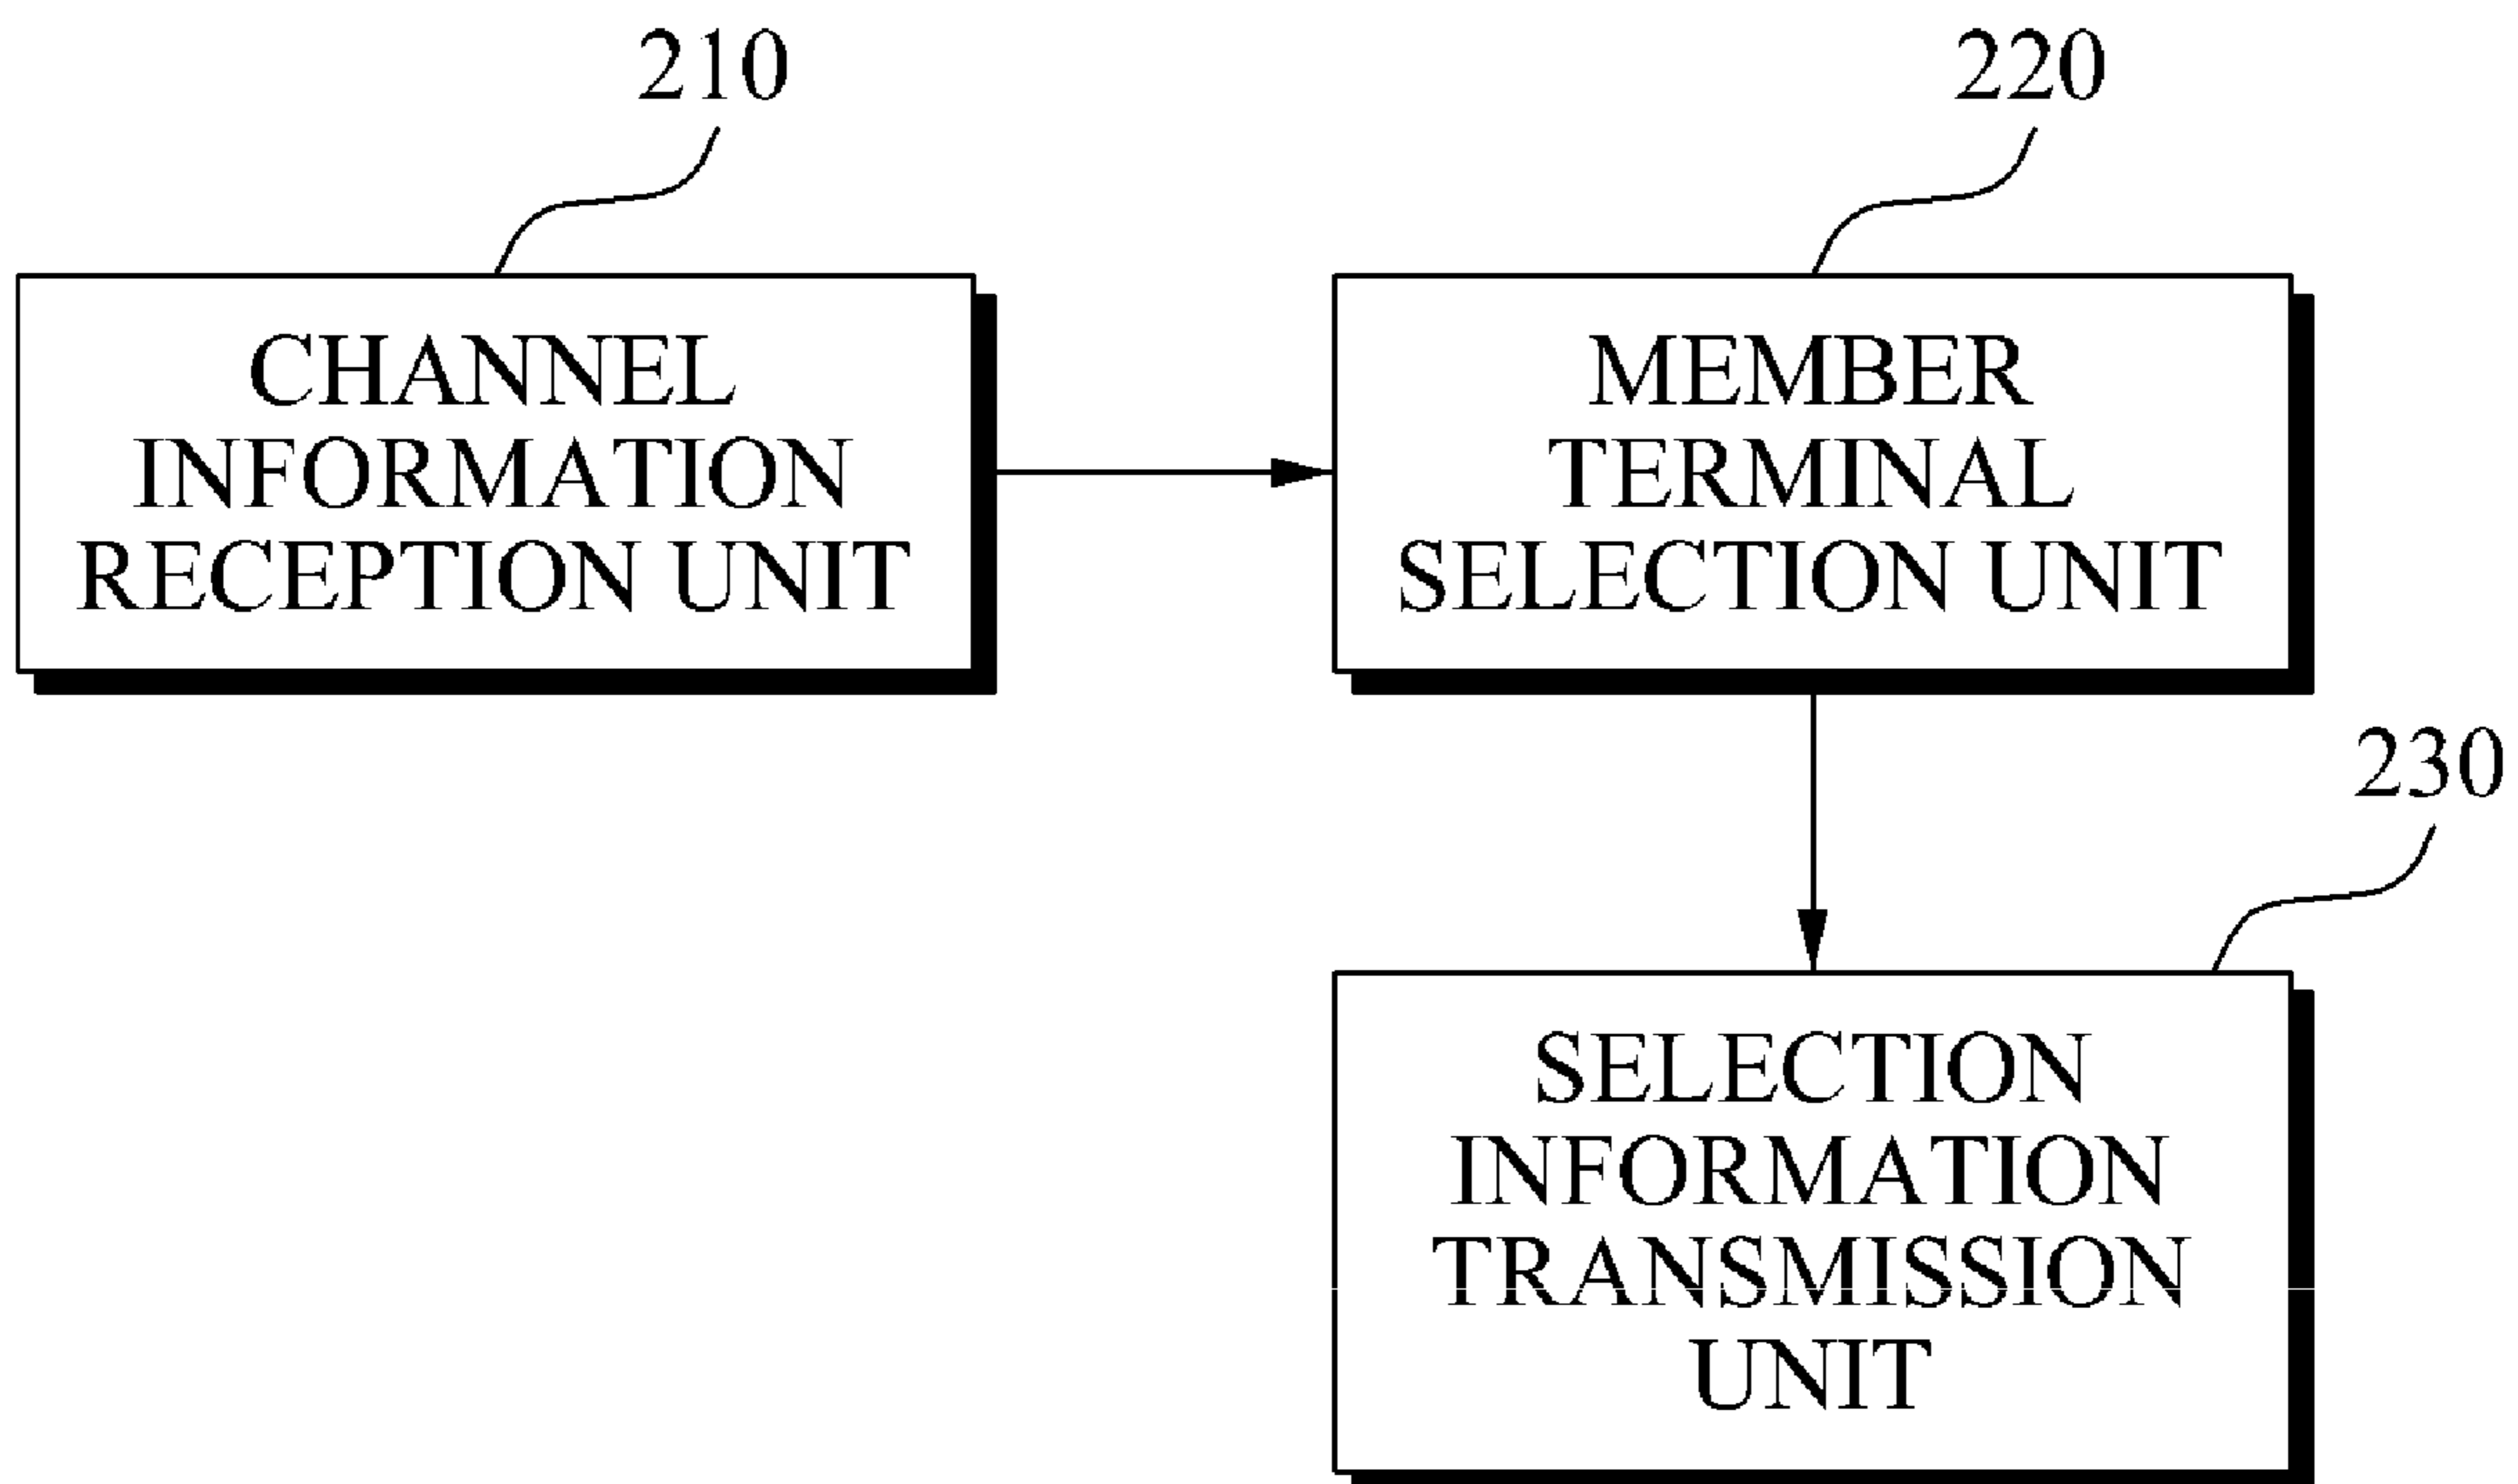 210
220
CHANNEL
INFORMATION
RECEPTION UNIT
MEMBER
TERMINAL
SELECTION UNIT
230
SELECTION
INFORMATION
TRANSMISSION
UNIT